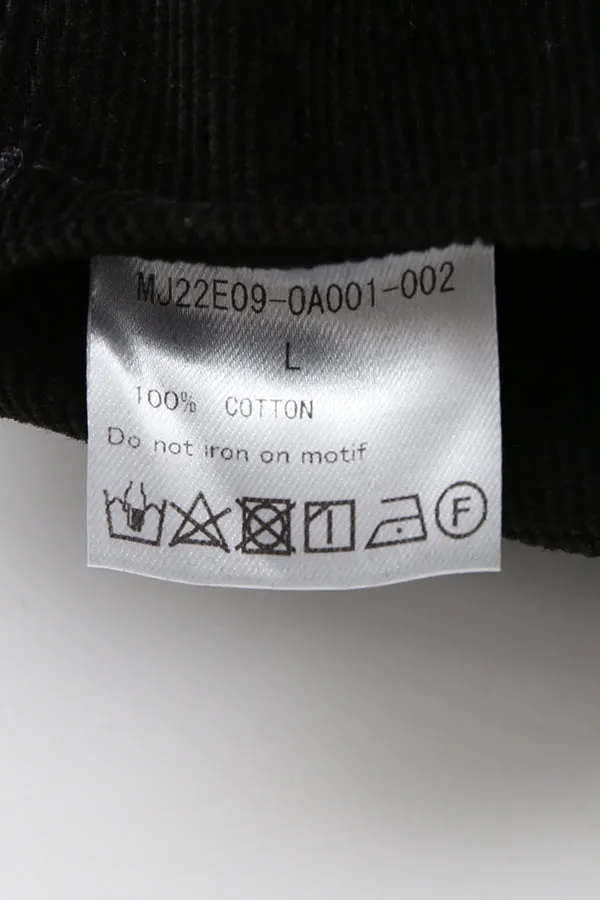 MJ22E09-0A001-002
L
100% COTTON
Do not iron on motif
F